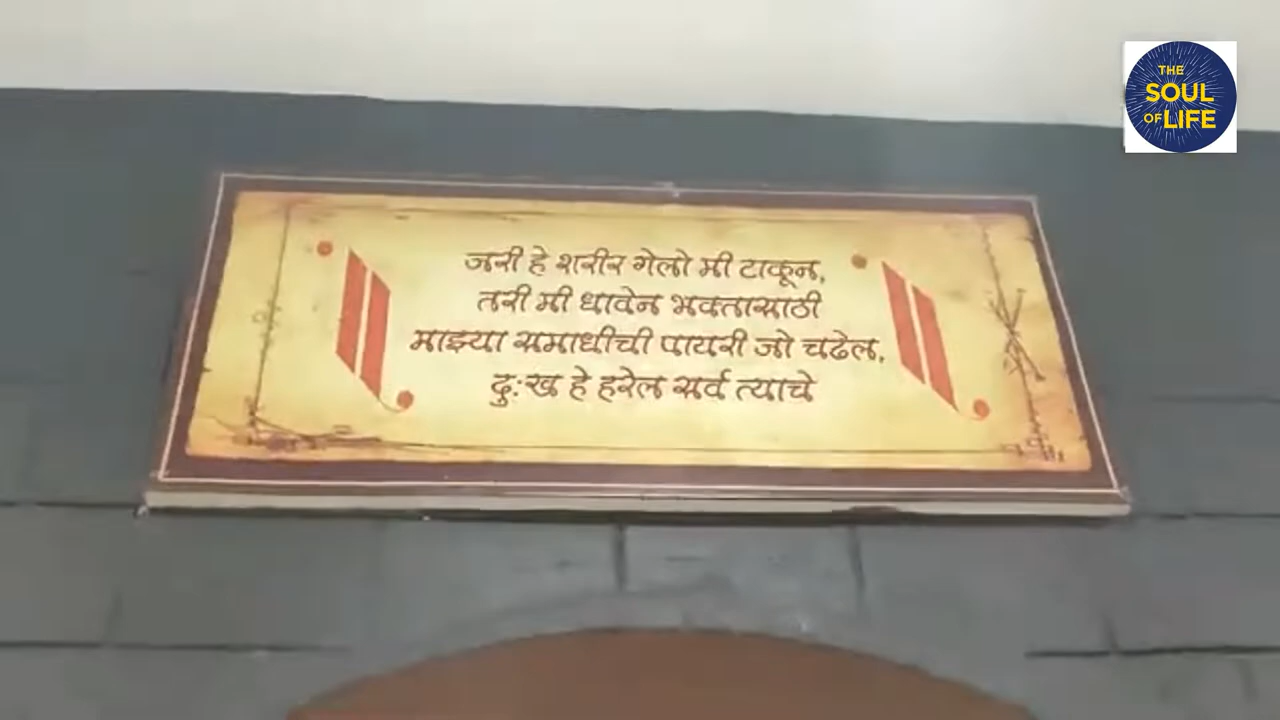 जरी हे शरीर गेलो मी टाकून,
तरी मी धावेन भक्तासाठी
माझ्या समाधीची पायरी जो चढेल,
दुःख हे हरेल सर्व त्याचे
THE
SOUL
OF LIFE